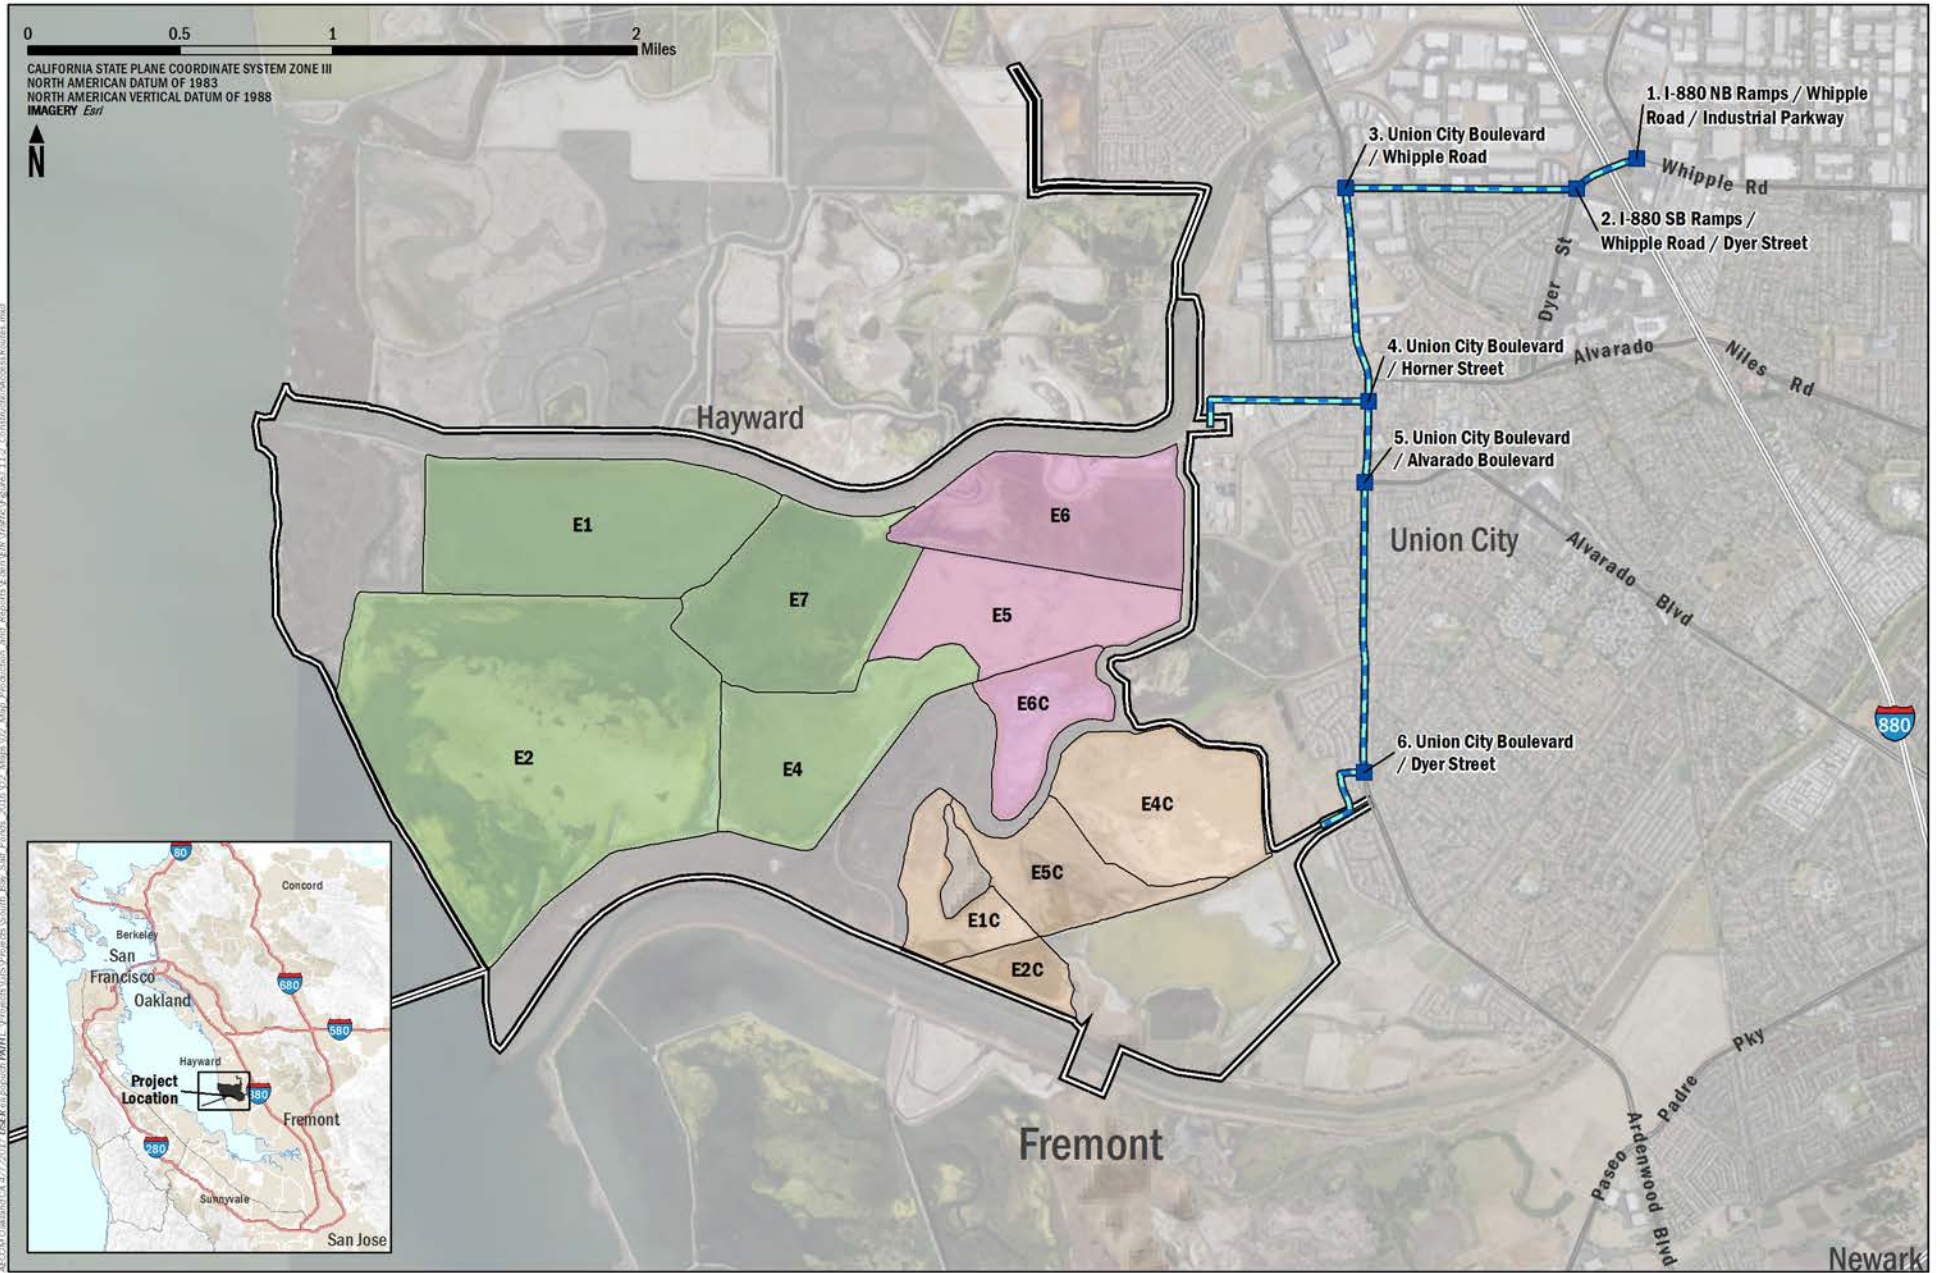 0 0.5 1 2
Miles
CALIFORNIA STATE PLANE COORDINATE SYSTEM ZONE III
NORTH AMERICAN DATUM OF 1983
NORTH AMERICAN VERTICAL DATUM OF 1988
IMAGERY Esri
N
1. I-880 NB Ramps / Whipple
Road / Industrial Parkway
3. Union City Boulevard
/ Whipple Road
Whipple Rd
2. I-880 SB Ramps /
Whipple Road / Dyer Street
Dyer St
4. Union City Boulevard
/ Horner Street
Alvarado
Niles Rd
Hayward
5. Union City Boulevard
/ Alvarado Boulevard
E1
E6
Union City
Alvarado Blvd
E7
E5
E6C
880
E2
E4
6. Union City Boulevard
/ Dyer Street
E4C
E5C
E1C
E2C
80
Concord
Berkeley
San
Francisco
Oakland
680
580
Hayward
Project
Location
880
Fremont
280
Sunnyvale
San Jose
Fremont
Paseo Padre Pky
Ardenwood Blvd
Newark